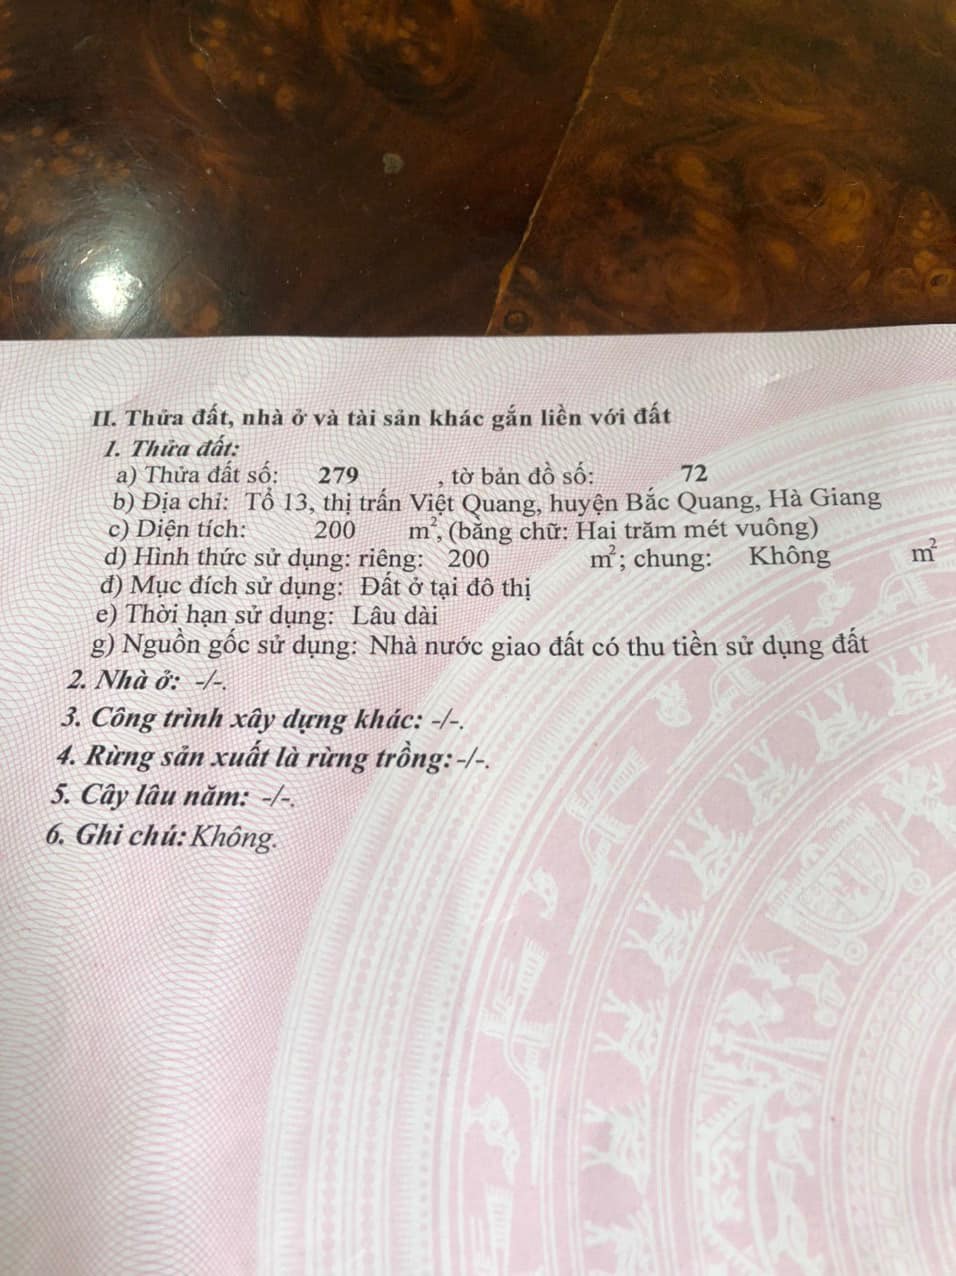 II. Thửa đất, nhà ở và tài sản khác gắn liền với đất
1. Thửa đất:
a) Thửa đất số: 279 , tờ bản đồ số: 72
b) Địa chỉ: Tổ 13, thị trấn Việt Quang, huyện Bắc Quang, Hà Giang
c) Diện tích: 200 m², (bằng chữ: Hai trăm mét vuông)
d) Hình thức sử dụng: riêng: 200 m²; chung: Không m²
đ) Mục đích sử dụng: Đất ở tại đô thị
e) Thời hạn sử dụng: Lâu dài
g) Nguồn gốc sử dụng: Nhà nước giao đất có thu tiền sử dụng đất
2. Nhà ở: -/-.
3. Công trình xây dựng khác: -/-.
4. Rừng sản xuất là rừng trồng: -/-.
5. Cây lâu năm: -/-.
6. Ghi chú: Không.